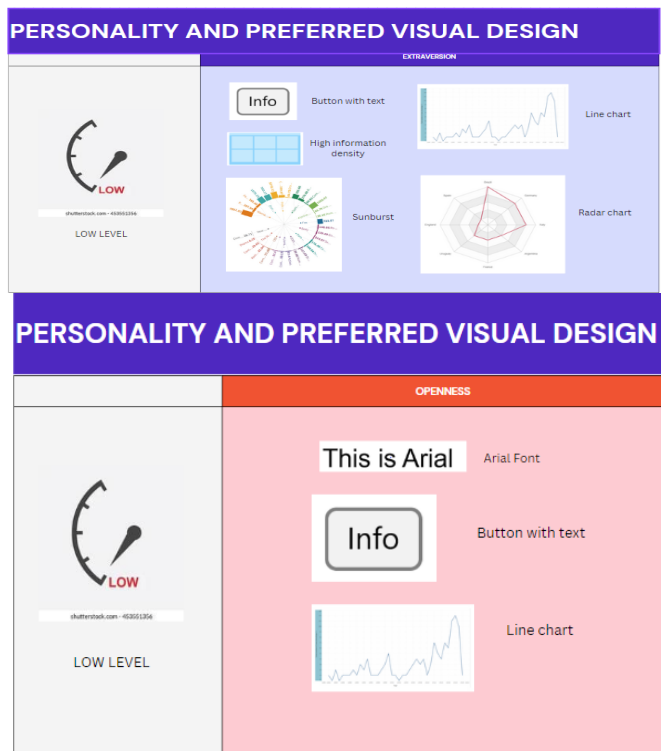 PERSONALITY AND PREFERRED VISUAL DESIGN
EXTRAVERSION
LOW
shutterstock.com · 453551356
LOW LEVEL
Info
Button with text
High information
density
Sunburst
Line chart
Radar chart
PERSONALITY AND PREFERRED VISUAL DESIGN
OPENNESS
LOW
shutterstock.com · 453551356
LOW LEVEL
This is Arial
Arial Font
Info
Button with text
Line chart